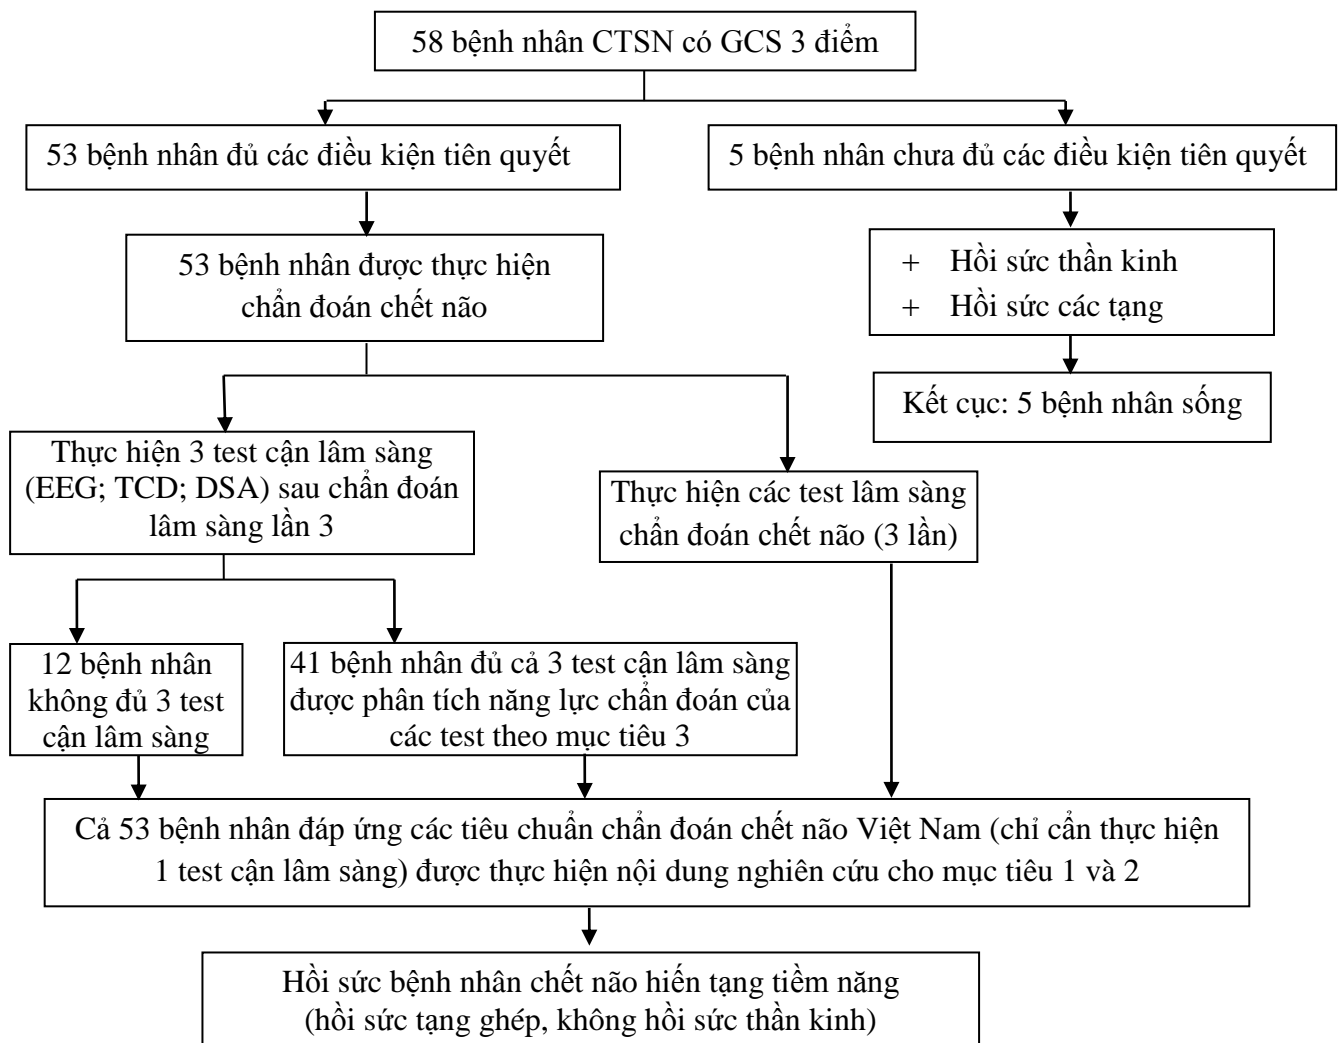 58 bệnh nhân CTSN có GCS 3 điểm
53 bệnh nhân đủ các điều kiện tiên quyết
5 bệnh nhân chưa đủ các điều kiện tiên quyết
53 bệnh nhân được thực hiện
chẩn đoán chết não
+ Hồi sức thần kinh
+ Hồi sức các tạng
Kết cục: 5 bệnh nhân sống
Thực hiện 3 test cận lâm sàng
(EEG; TCD; DSA) sau chẩn đoán
lâm sàng lần 3
Thực hiện các test lâm sàng
chẩn đoán chết não (3 lần)
12 bệnh nhân
không đủ 3 test
cận lâm sàng
41 bệnh nhân đủ cả 3 test cận lâm sàng
được phân tích năng lực chẩn đoán của
các test theo mục tiêu 3
Cả 53 bệnh nhân đáp ứng các tiêu chuẩn chẩn đoán chết não Việt Nam (chỉ cần thực hiện
1 test cận lâm sàng) được thực hiện nội dung nghiên cứu cho mục tiêu 1 và 2
Hồi sức bệnh nhân chết não hiến tạng tiềm năng
(hồi sức tạng ghép, không hồi sức thần kinh)